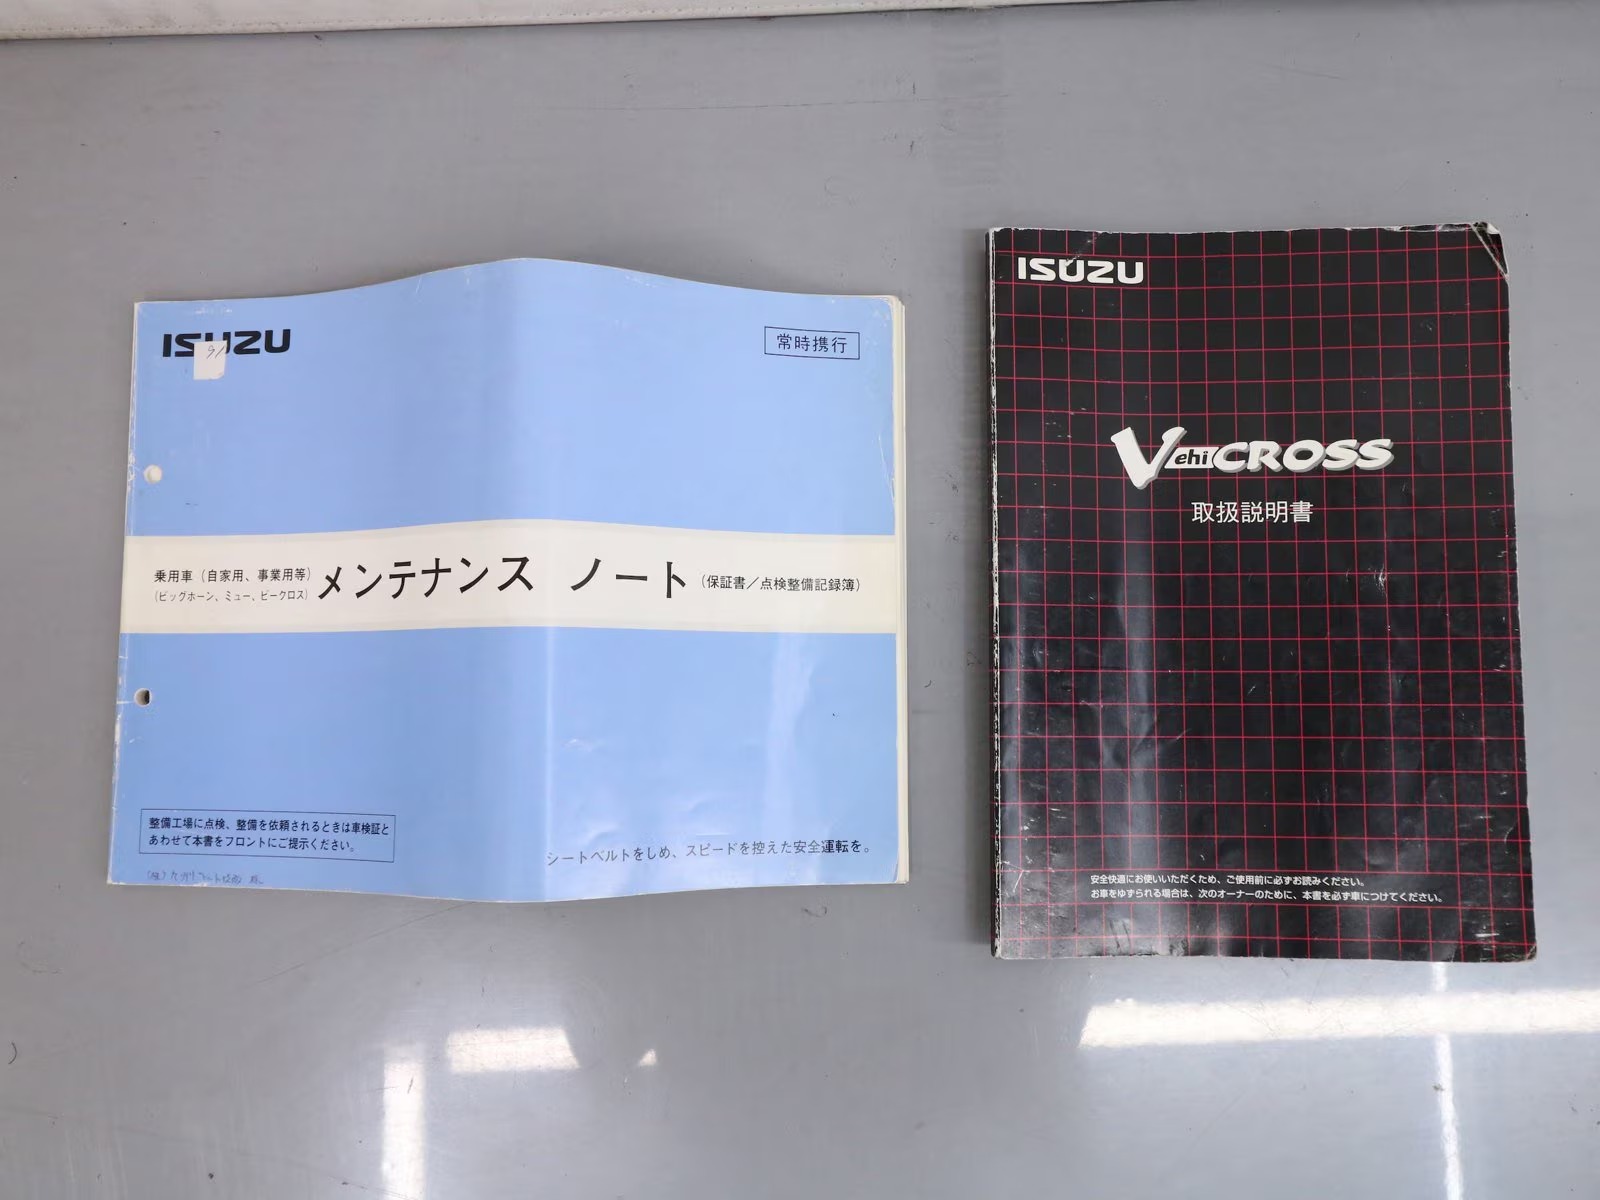 ISUZU
常時携行
乗用車（自家用、事業用等）
（ビッグホーン、ミュー、ビークロス）
メンテナンス ノート（保証書／点検整備記録簿）
整備工場に点検、整備を依頼されるときは車検証と
あわせて本書をフロントにご提示ください。
シートベルトをしめ、スピードを控えた安全運転を。
ISUZU
VehiCROSS
取扱説明書
安全快適にお使いいただくため、ご使用前に必ずお読みください。
お車をゆずられる場合は、次のオーナーのために、本書を必ず車につけてください。